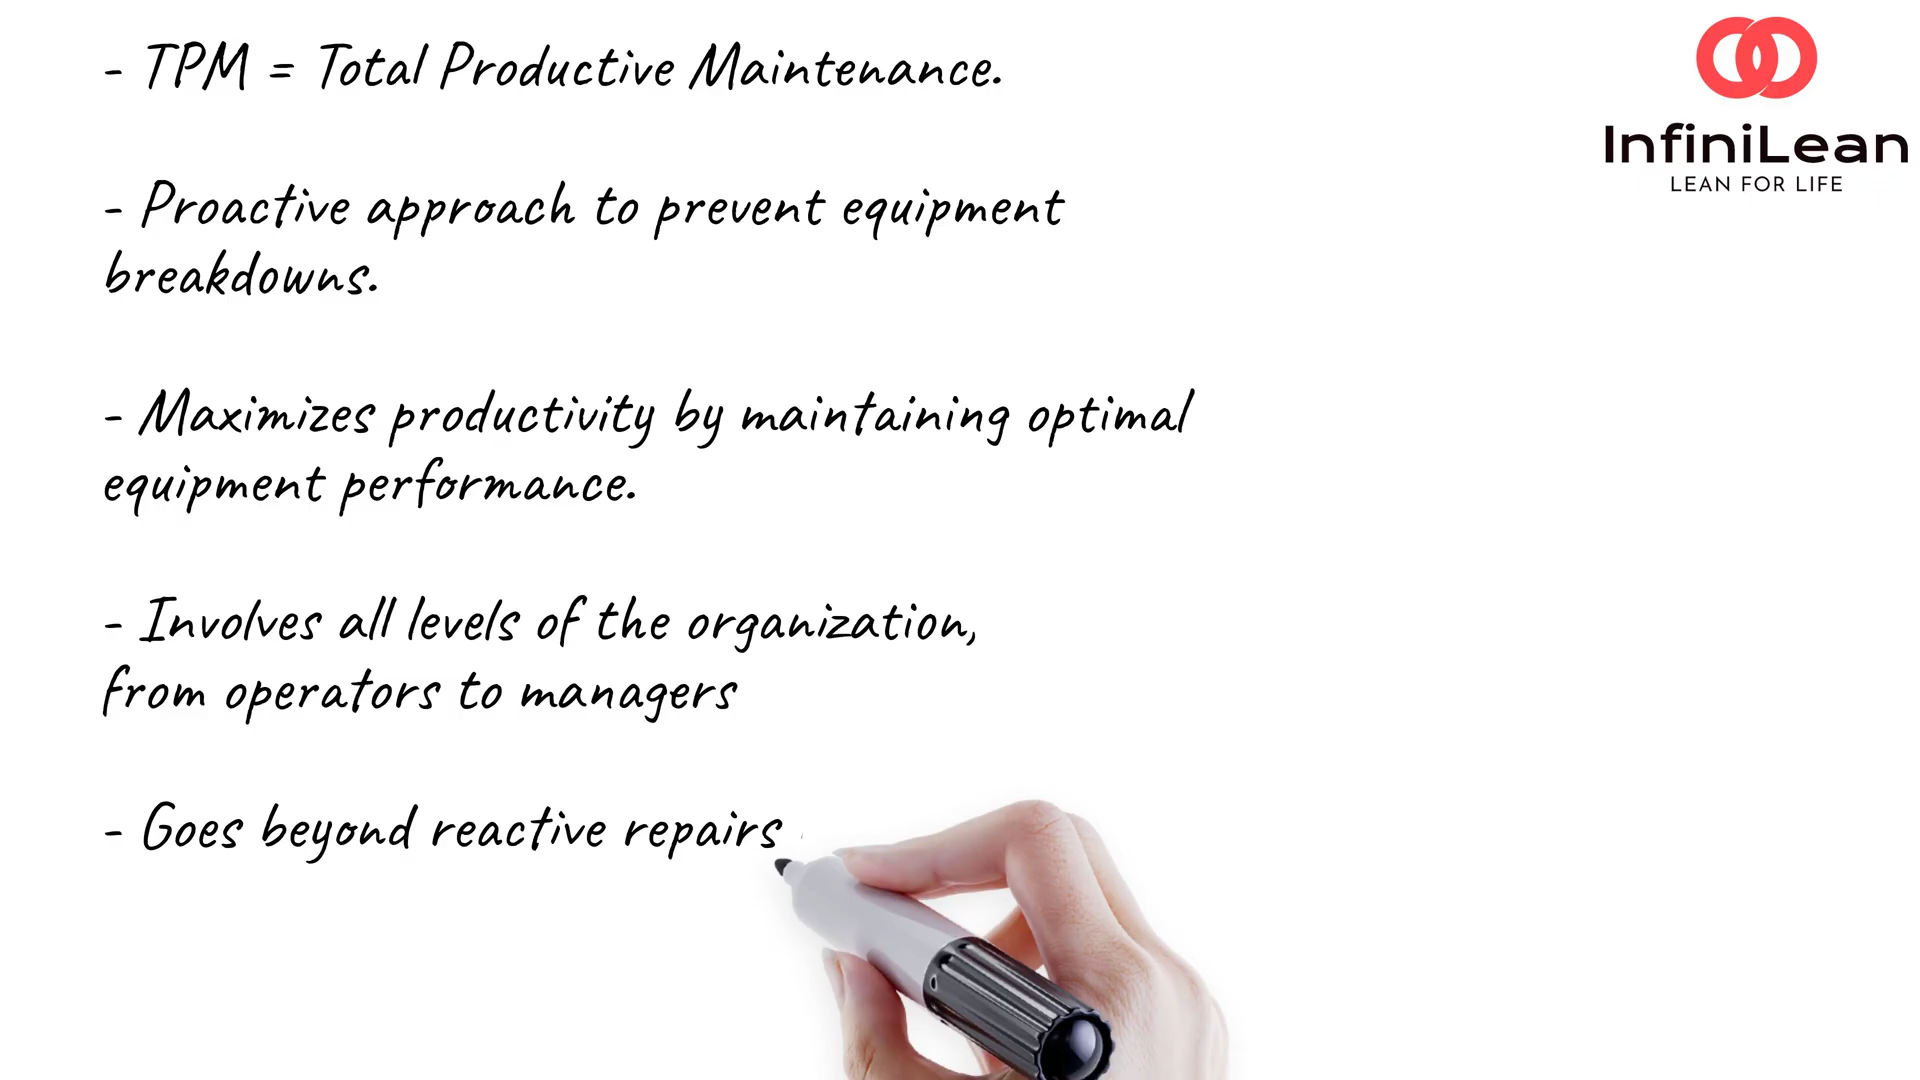 - TPM = Total Productive Maintenance.
- Proactive approach to prevent equipment
breakdowns.
- Maximizes productivity by maintaining optimal
equipment performance.
- Involves all levels of the organization,
from operators to managers
- Goes beyond reactive repairs
InfiniLean
LEAN FOR LIFE